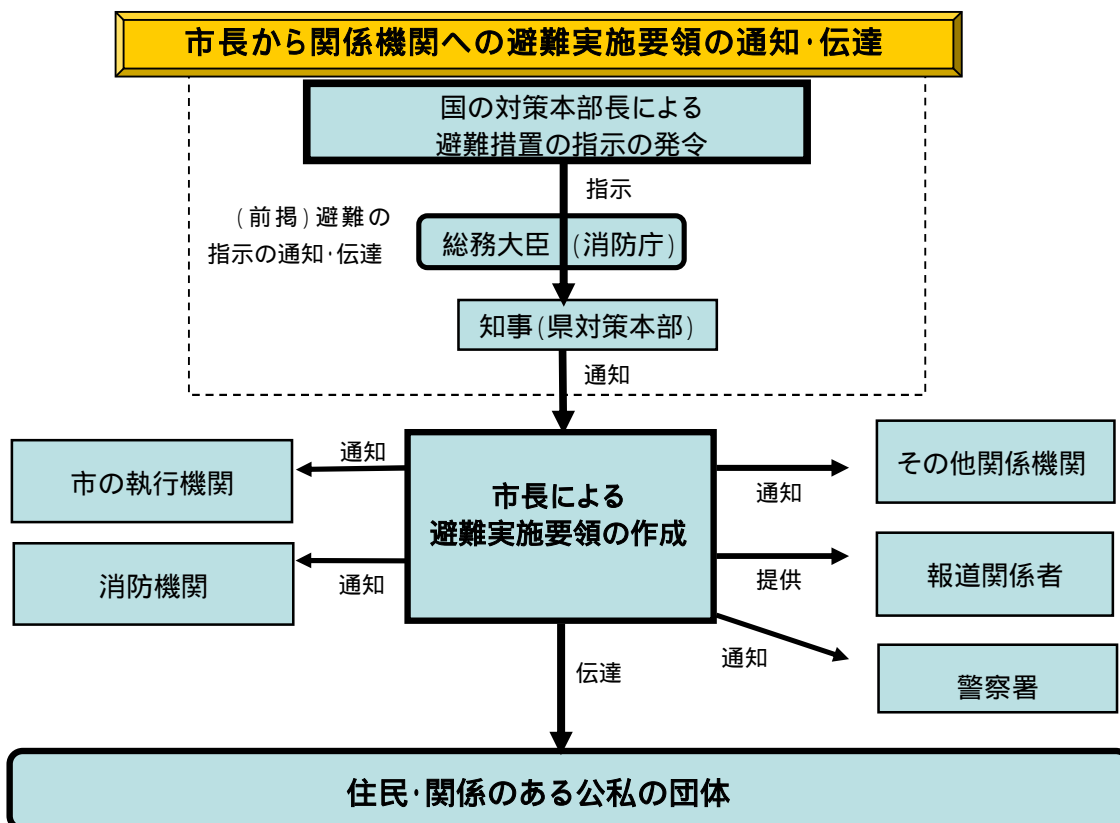 市長から関係機関への避難実施要領の通知・伝達
国の対策本部長による
避難措置の指示の発令
指示
(前掲)避難の
指示の通知・伝達
総務大臣 (消防庁)
知事(県対策本部)
通知
市の執行機関
通知
市長による
避難実施要領の作成
通知
その他関係機関
消防機関
通知
提供
報道関係者
伝達
通知
警察署
住民・関係のある公私の団体